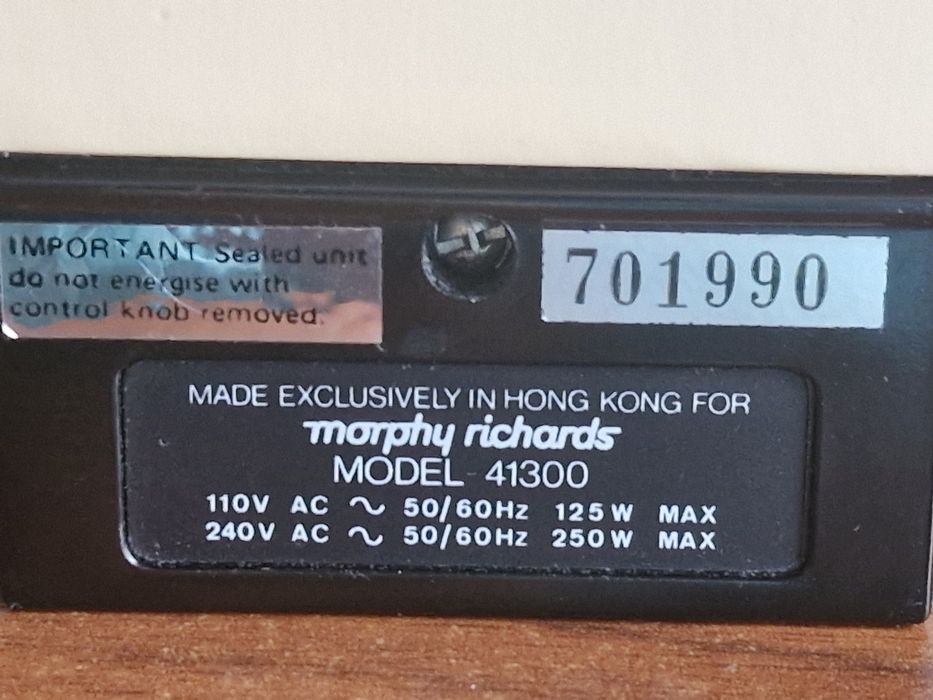 IMPORTANT Sealed unit
do not energise with
control knob removed.
701990
MADE EXCLUSIVELY IN HONG KONG FOR
morphy richards
MODEL 41300
110V AC ∿ 50/60Hz 125W MAX
240V AC ∿ 50/60Hz 250W MAX